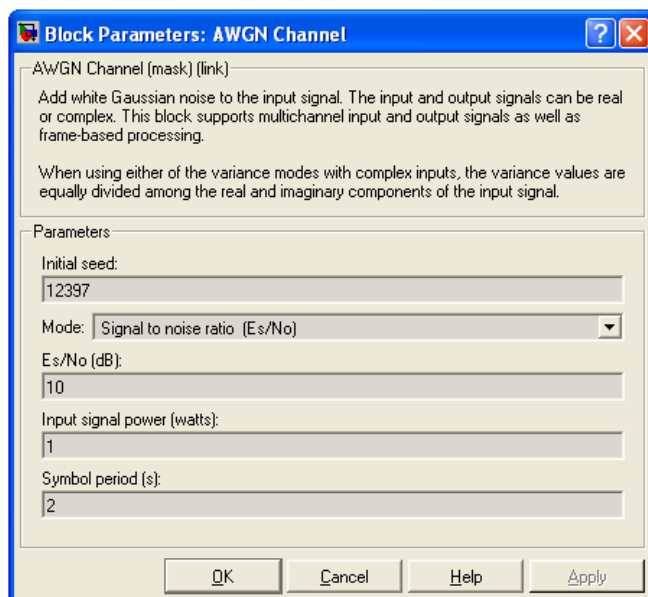 Block Parameters: AWGN Channel
AWGN Channel (mask) (link)
Add white Gaussian noise to the input signal. The input and output signals can be real
or complex. This block supports multichannel input and output signals as well as
frame-based processing.
When using either of the variance modes with complex inputs, the variance values are
equally divided among the real and imaginary components of the input signal.
Parameters
Initial seed:
12397
Mode: Signal to noise ratio (Es/No)
Es/No (dB):
10
Input signal power (watts):
1
Symbol period (s):
2
OK Cancel Help Apply